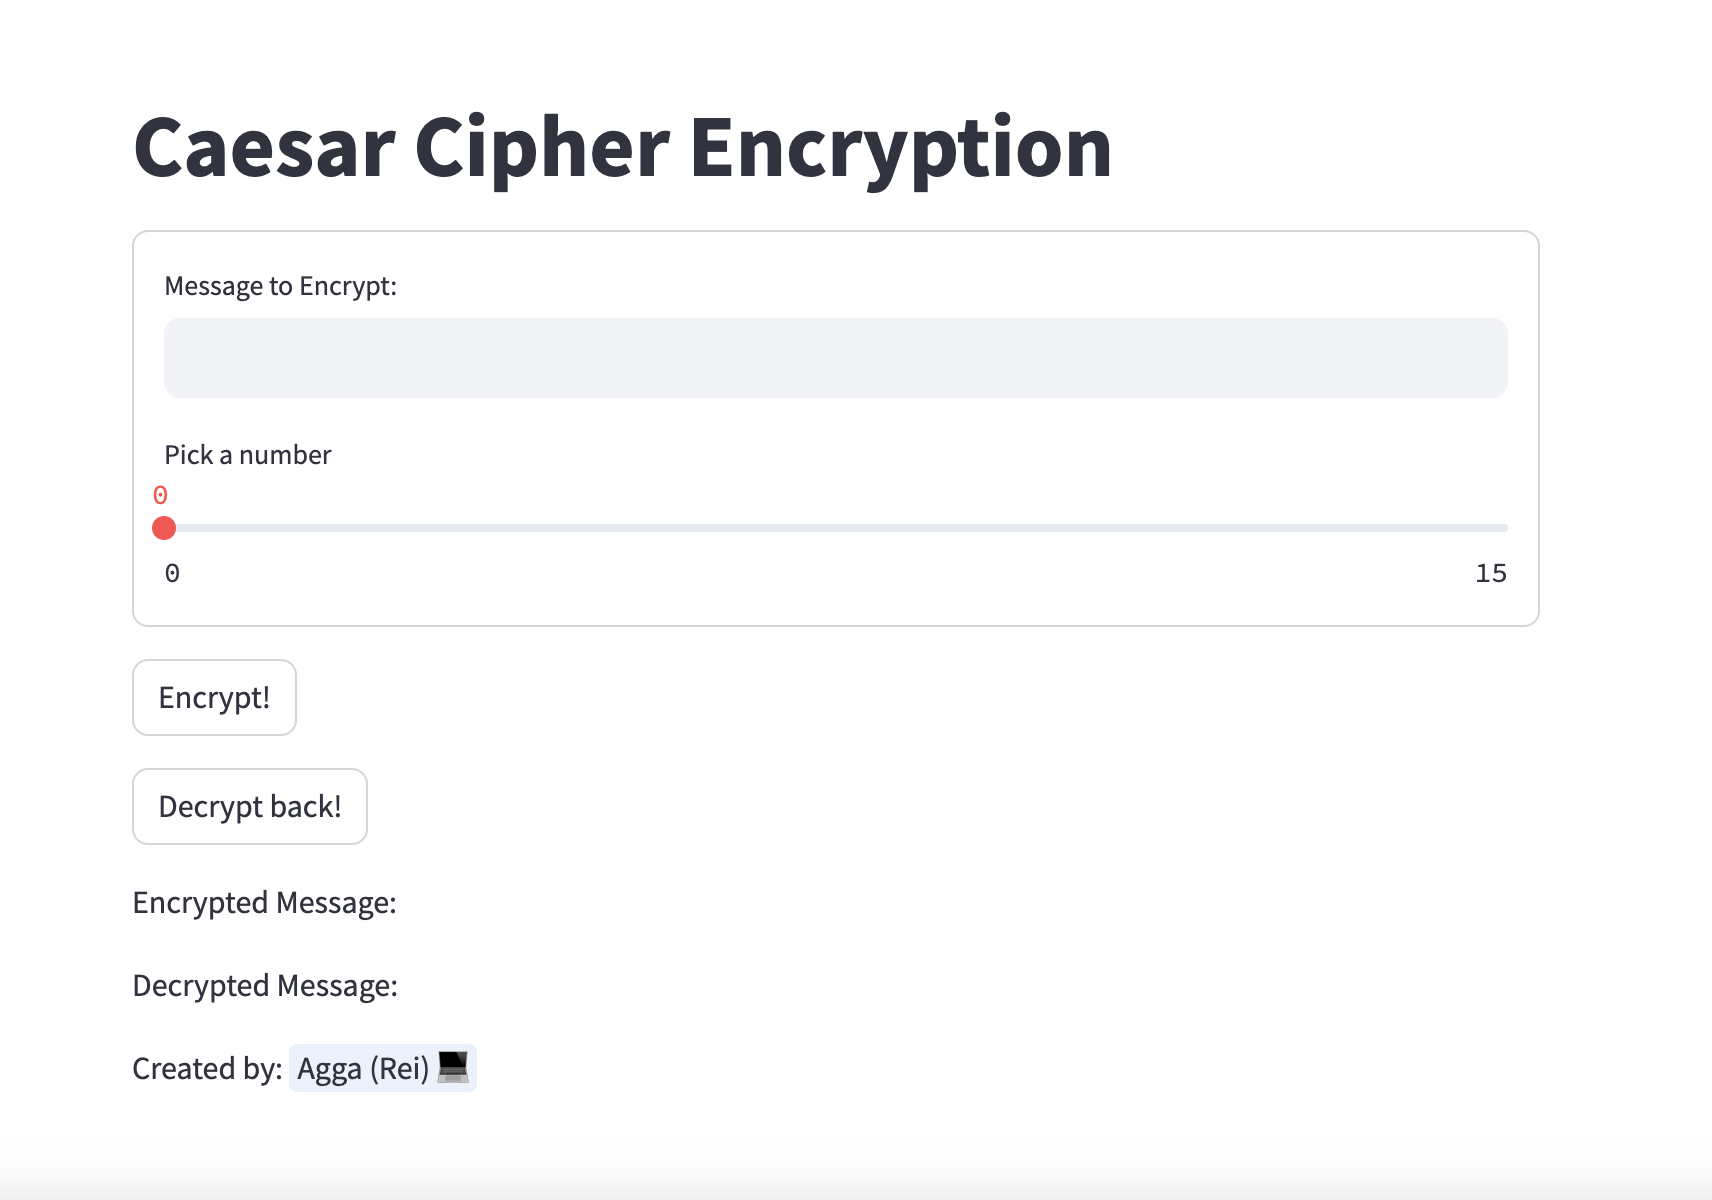 Caesar Cipher Encryption
Message to Encrypt:
Pick a number
0
0 15
Encrypt!
Decrypt back!
Encrypted Message:
Decrypted Message:
Created by: Agga (Rei) 💻